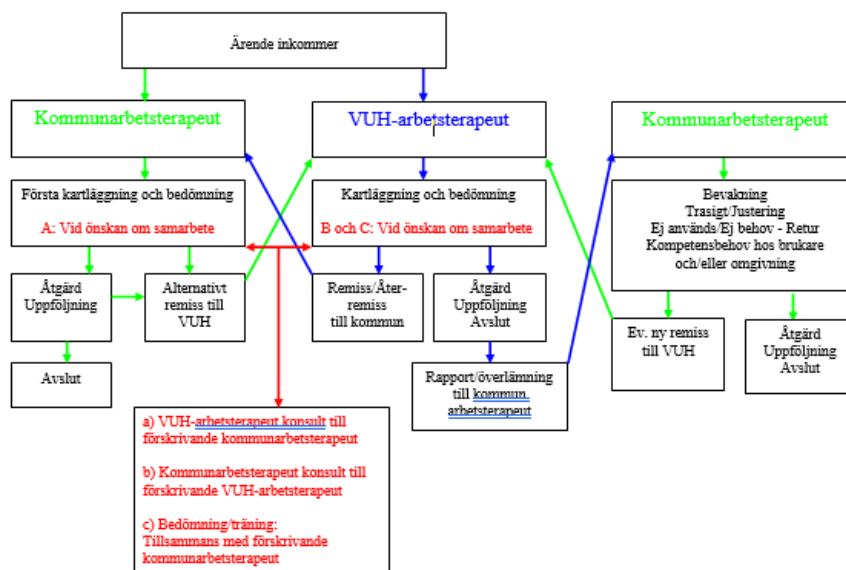 Ärende inkommer
Kommunarbetsterapeut
VUH-arbetsterapeut
Kommunarbetsterapeut
Första kartläggning och bedömning
A: Vid önskan om samarbete
Kartläggning och bedömning
B och C: Vid önskan om samarbete
Bevakning
Trasigt/Justering
Ej används/Ej behov - Retur
Kompetensbehov hos brukare
och/eller omgivning
Åtgärd
Uppföljning
Alternativt
remiss till
VUH
Remiss/Åter-
remiss
till kommun
Åtgärd
Uppföljning
Avslut
Ev. ny remiss
till VUH
Åtgärd
Uppföljning
Avslut
Avslut
Rapport/överlämning
till kommun
arbetsterapeut
a) VUH-arbetsterapeut konsult till
förskrivande kommunarbetsterapeut
b) Kommunarbetsterapeut konsult till
förskrivande VUH-arbetsterapeut
c) Bedömning/träning:
Tillsammans med förskrivande
kommunarbetsterapeut